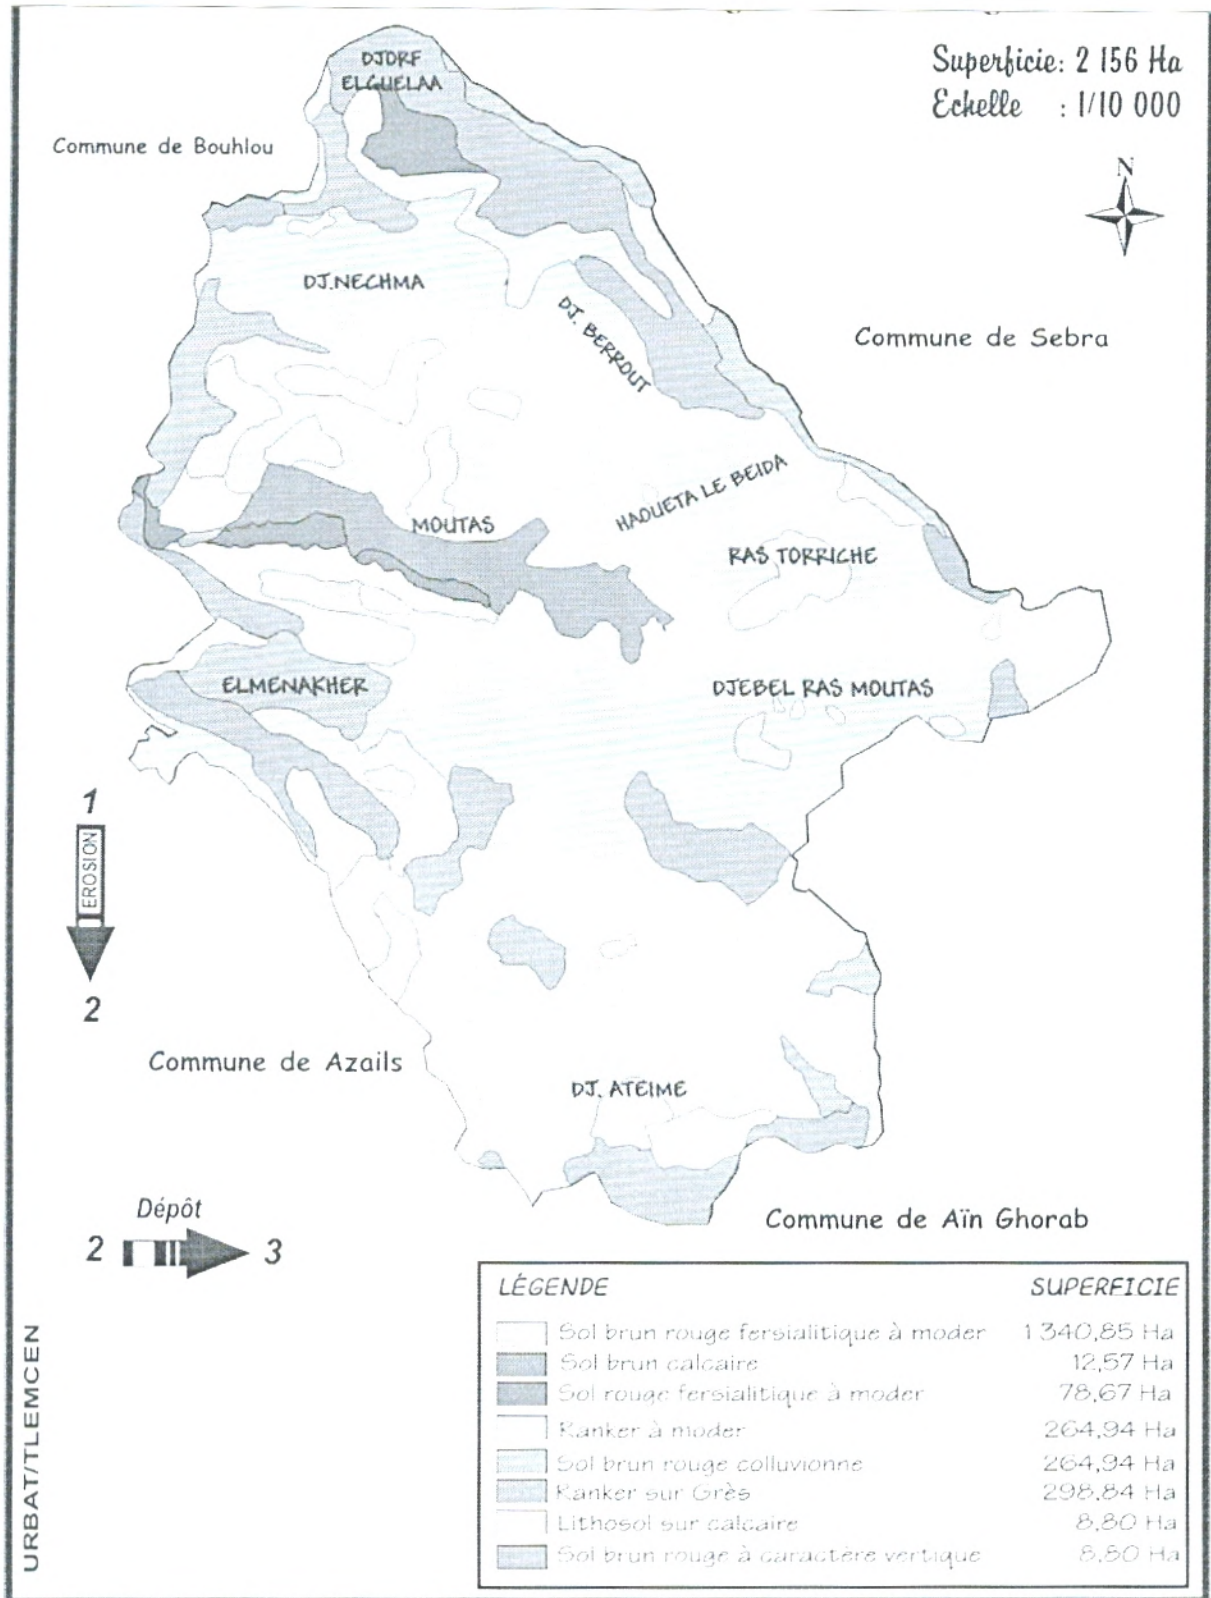 Superficie: 2 156 Ha
Echelle : 1/10 000
DJORF
ELGUELAA
Commune de Bouhlou
N
DJ.NECHMA
DJ. BERROUT
Commune de Sebra
HAOUETA LE BEIDA
MOUTAS
RAS TORRICHE
ELMENAKHER
DJEBEL RAS MOUTAS
1
EROSION
2
Commune de Azails
DJ. ATEIME
Dépôt
2 3
Commune de Aïn Ghorab
URBAT/TLEMCEN
LÉGENDE SUPERFICIE
Sol brun rouge fersialitique à moder 1 340,85 Ha
Sol brun calcaire 12,57 Ha
Sol rouge fersialitique à moder 78,67 Ha
Ranker à moder 264,94 Ha
Sol brun rouge colluvionne 264,94 Ha
Ranker sur Grès 298,84 Ha
Lithosol sur calcaire 8,80 Ha
Sol brun rouge à caractère vertique 8,80 Ha